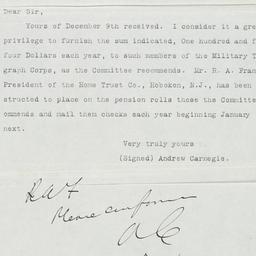 Dear Sir,
Yours of December 9th received. I consider it a gre
privilege to furnish the sum indicated, One hundred and f
four Dollars each year, to such members of the Military T
graph Corps, as the Committee recommends. Mr. R. A. Fran
President of the Home Trust Co., Hoboken, N.J., has been
structed to place on the pension rolls those the Committe
ommends and mail them checks each year beginning January
next.
Very truly yours
(Signed) Andrew Carnegie.
RAF
Please
AC